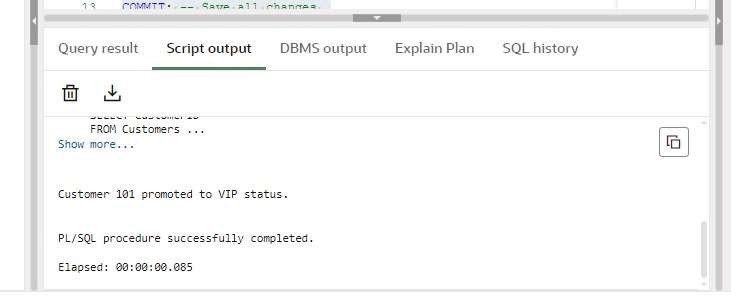 13 COMMIT; -- Save all changes.
Query result Script output DBMS output Explain Plan SQL history
SELECT CustomerID
FROM Customers ...
Show more...
Customer 101 promoted to VIP status.
PL/SQL procedure successfully completed.
Elapsed: 00:00:00.085